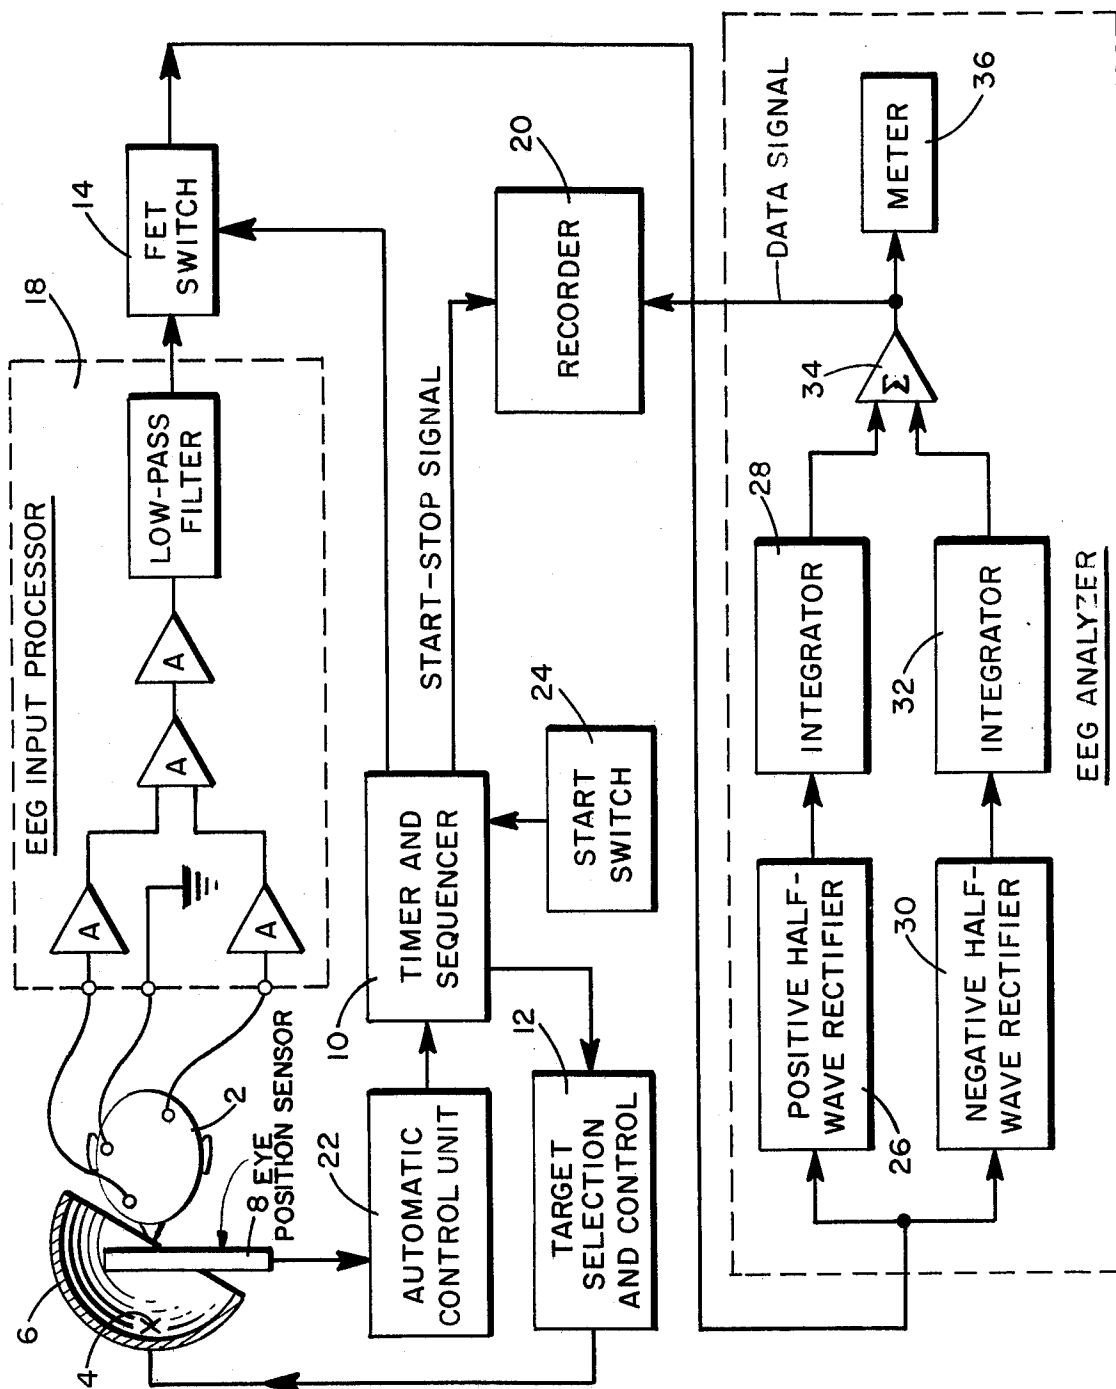 EEG INPUT PROCESSOR
18
14
FET
SWITCH
LOW-PASS
FILTER
A
A
A
A
2
8 EYE
POSITION SENSOR
6
4
22
AUTOMATIC
CONTROL UNIT
10
TIMER AND
SEQUENCER
START-STOP SIGNAL
20
RECORDER
24
START
SWITCH
12
TARGET
SELECTION
AND CONTROL
DATA SIGNAL
26
POSITIVE HALF-
WAVE RECTIFIER
28
INTEGRATOR
30
NEGATIVE HALF-
WAVE RECTIFIER
32
INTEGRATOR
34
Σ
METER
36
EEG ANALYZER